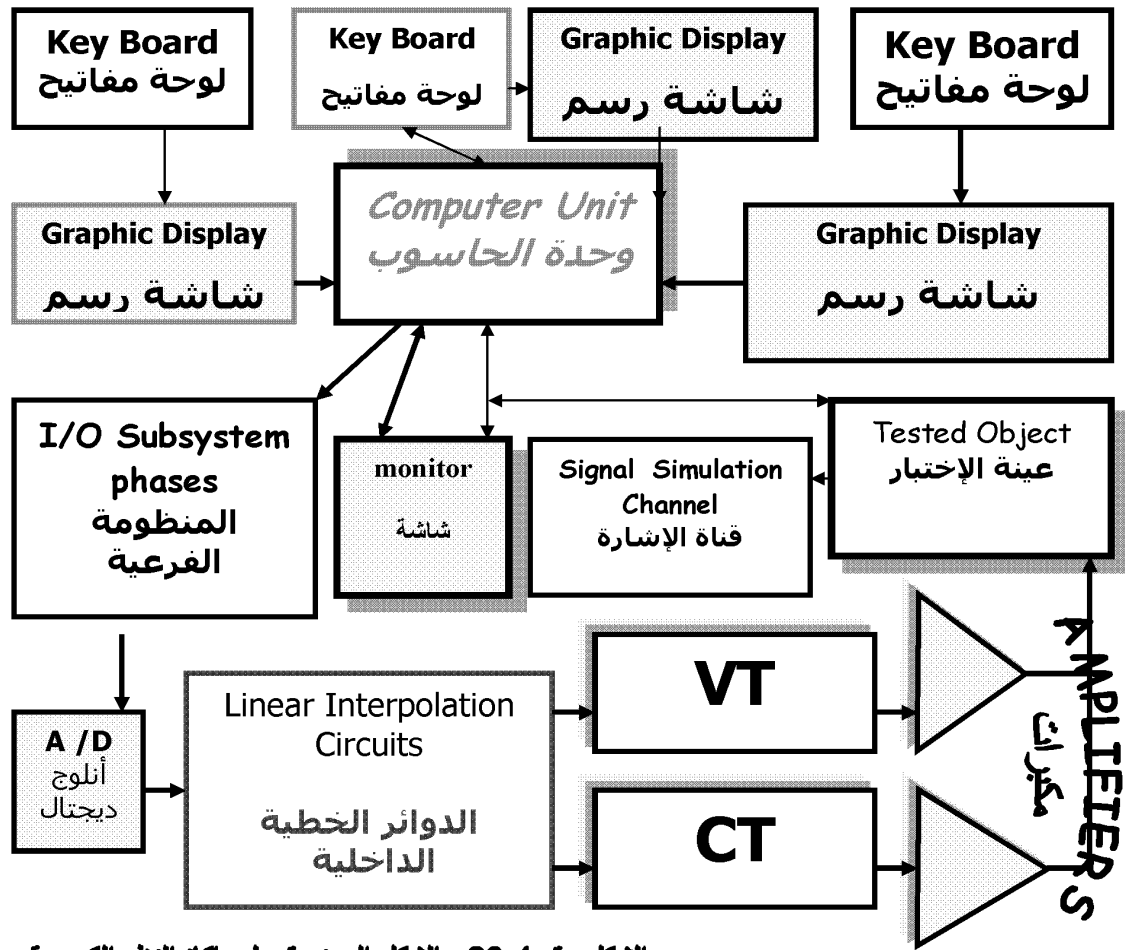 Key Board
لوحة مفاتيح
Key Board
لوحة مفاتيح
Graphic Display
شاشة رسم
Key Board
لوحة مفاتيح
Graphic Display
شاشة رسم
Computer Unit
وحدة الحاسوب
Graphic Display
شاشة رسم
I/O Subsystem
phases
المنظومة
الفرعية
monitor
شاشة
Signal Simulation
Channel
قناة الإشارة
Tested Object
عينة الإختبار
A /D
أنلوج
ديجتال
Linear Interpolation
Circuits
الدوائر الخطية
الداخلية
VT
CT
AMPLIFIERS
مكبرات